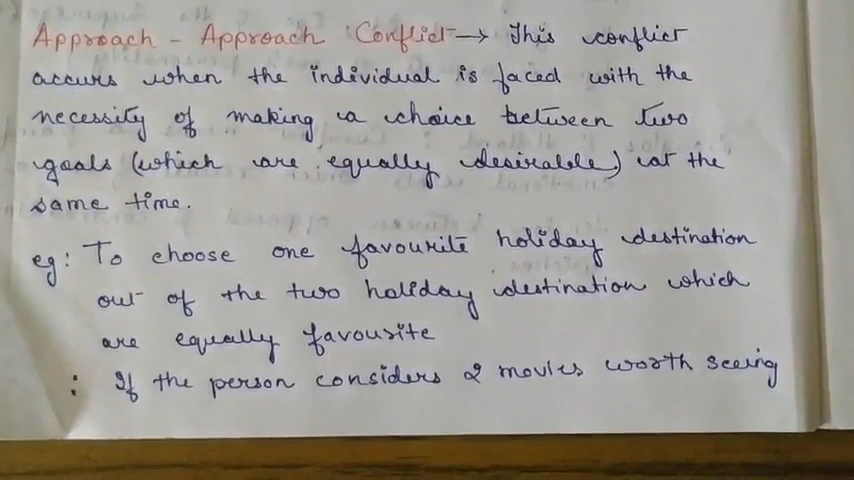 Approach - Approach Conflict → This conflict
occurs when the individual is faced with the
necessity of making a choice between two
goals (which are equally desirable) at the
same time.
eg: To choose one favourite holiday destination
out of the two holiday destination which
are equally favourite
: If the person considers 2 movies worth seeing